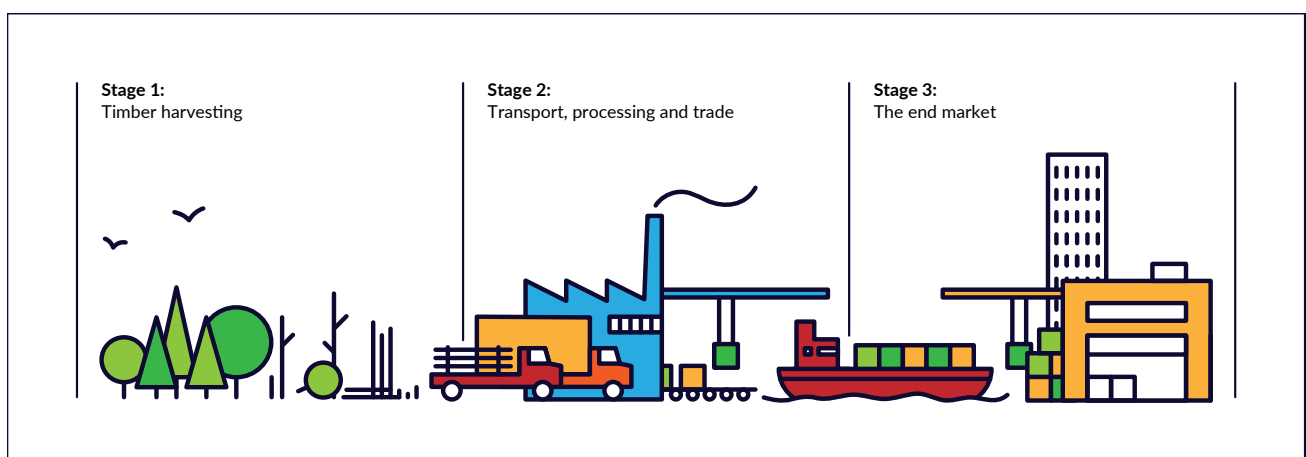 Stage 1:
Timber harvesting
Stage 2:
Transport, processing and trade
Stage 3:
The end market